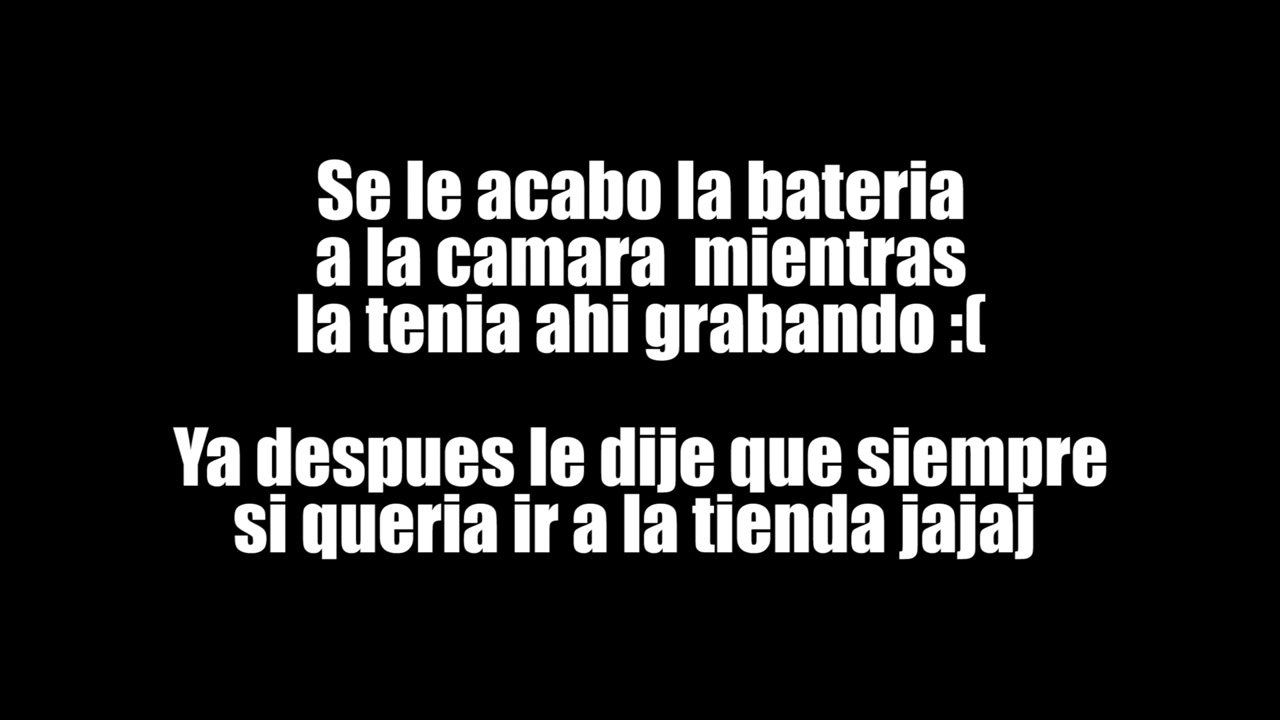 Se le acabo la bateria
a la camara  mientras
la tenia ahi grabando :(
Ya despues le dije que siempre
si queria ir a la tienda jajaj